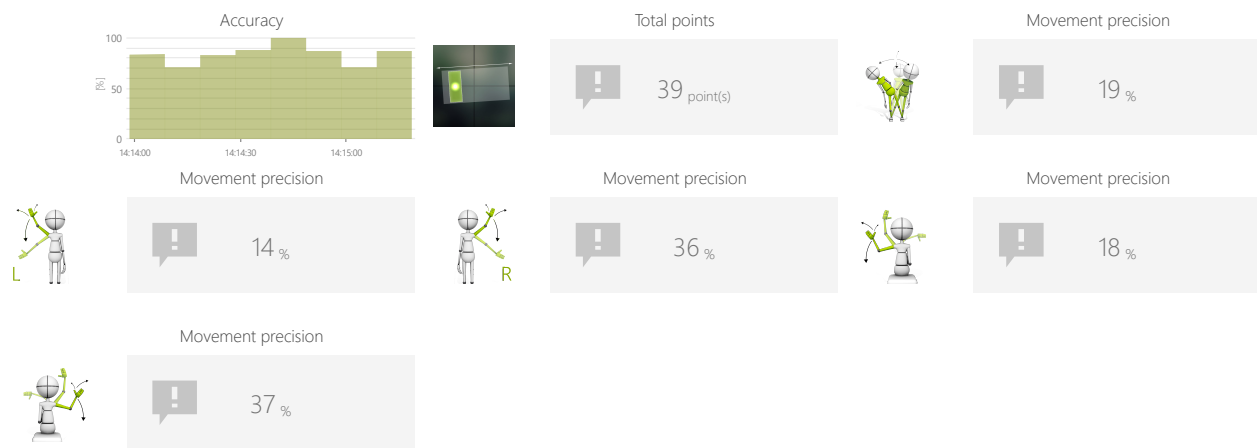 Accuracy
Total points
Movement precision
100
[%]
50
0
14:14:00
14:14:30
14:15:00
39 point(s)
19 %
Movement precision
Movement precision
Movement precision
L
14 %
R
36 %
18 %
Movement precision
37 %